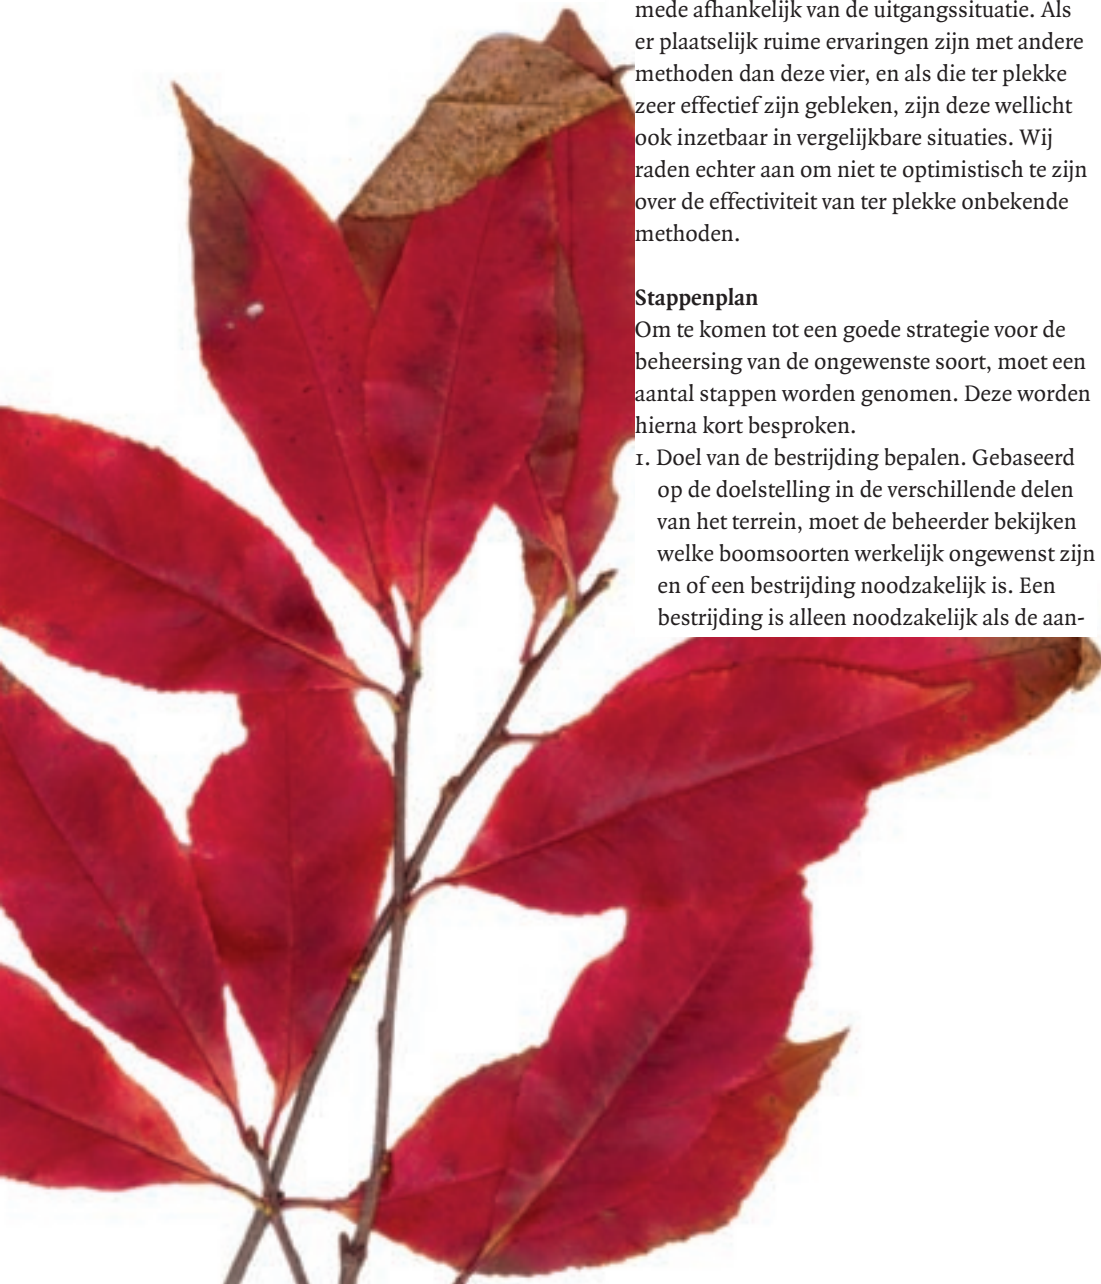 mede afhankelijk van de uitgangssituatie. Als
er plaatselijk ruime ervaringen zijn met andere
methoden dan deze vier, en als die ter plekke
zeer effectief zijn gebleken, zijn deze wellicht
ook inzetbaar in vergelijkbare situaties. Wij
raden echter aan om niet te optimistisch te zijn
over de effectiviteit van ter plekke onbekende
methoden.
Stappenplan
Om te komen tot een goede strategie voor de
beheersing van de ongewenste soort, moet een
aantal stappen worden genomen. Deze worden
hierna kort besproken.
1. Doel van de bestrijding bepalen. Gebaseerd
op de doelstelling in de verschillende delen
van het terrein, moet de beheerder bekijken
welke boomsoorten werkelijk ongewenst zijn
en of een bestrijding noodzakelijk is. Een
bestrijding is alleen noodzakelijk als de aan-